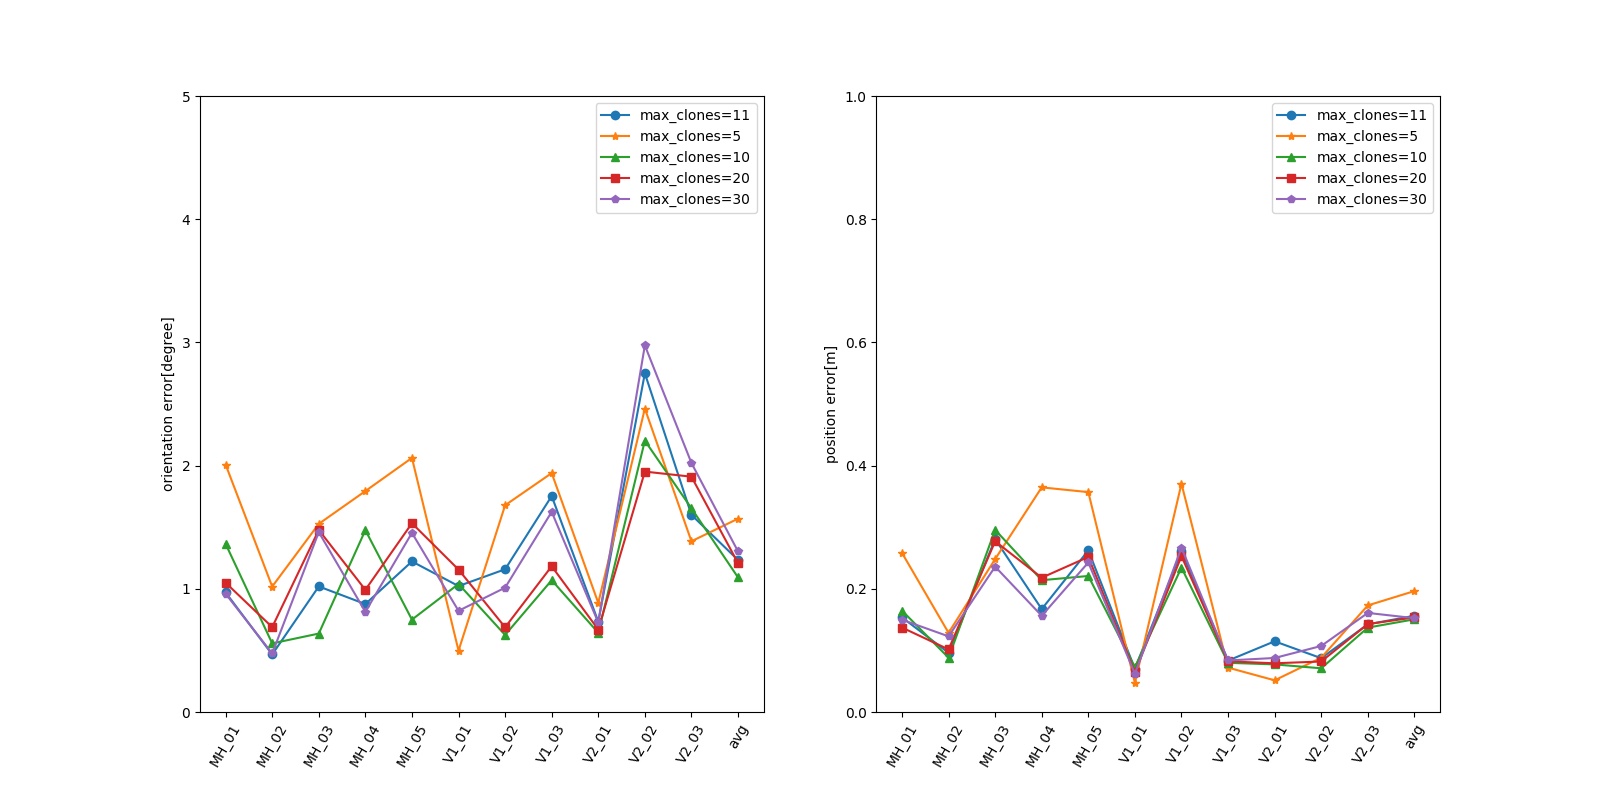 5
4
3
2
1
0
orientation error[degree]
max_clones=11
max_clones=5
max_clones=10
max_clones=20
max_clones=30
MH_01
MH_02
MH_03
MH_04
MH_05
V1_01
V1_02
V1_03
V2_01
V2_02
V2_03
avg
1.0
0.8
0.6
0.4
0.2
0.0
position error[m]
max_clones=11
max_clones=5
max_clones=10
max_clones=20
max_clones=30
MH_01
MH_02
MH_03
MH_04
MH_05
V1_01
V1_02
V1_03
V2_01
V2_02
V2_03
avg